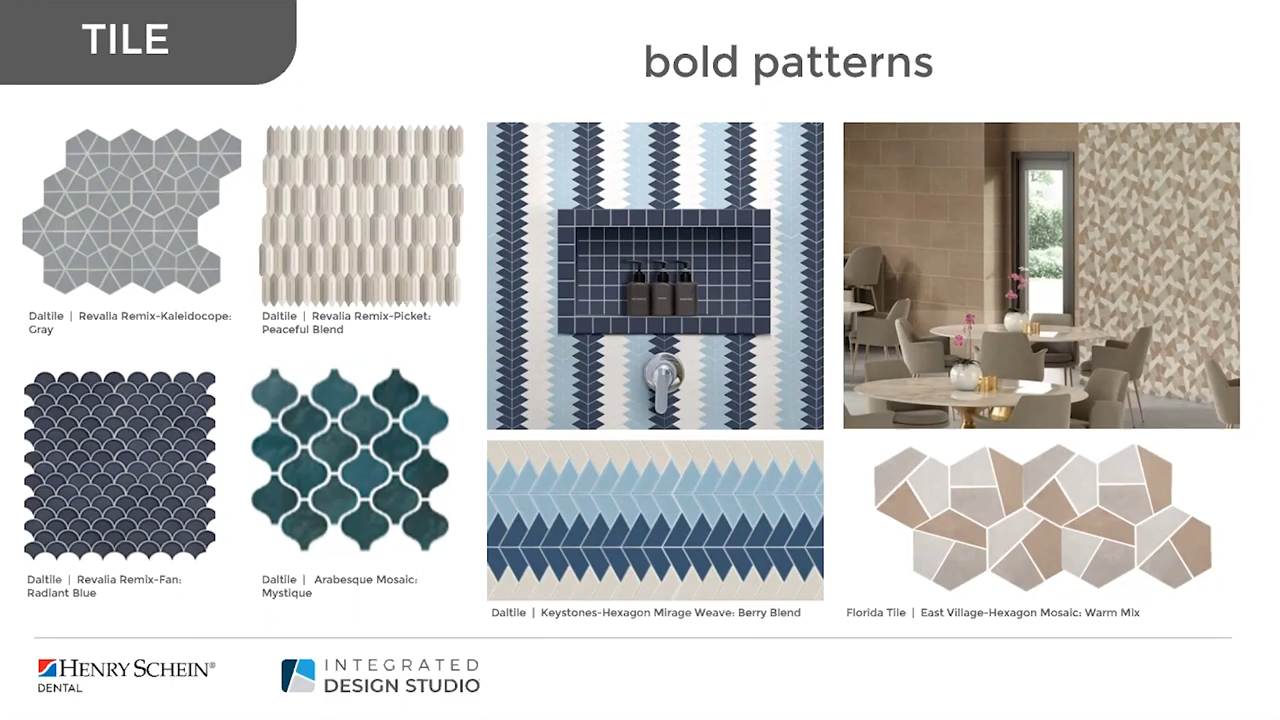 TILE
bold patterns
Daltile | Revalia Remix-Kaleidocope:
Gray
Daltile | Revalia Remix-Picket:
Peaceful Blend
Daltile | Revalia Remix-Fan:
Radiant Blue
Daltile | Arabesque Mosaic:
Mystique
Daltile | Keystones-Hexagon Mirage Weave: Berry Blend
Florida Tile | East Village-Hexagon Mosaic: Warm Mix
HENRY SCHEIN®
DENTAL
INTEGRATED
DESIGN STUDIO